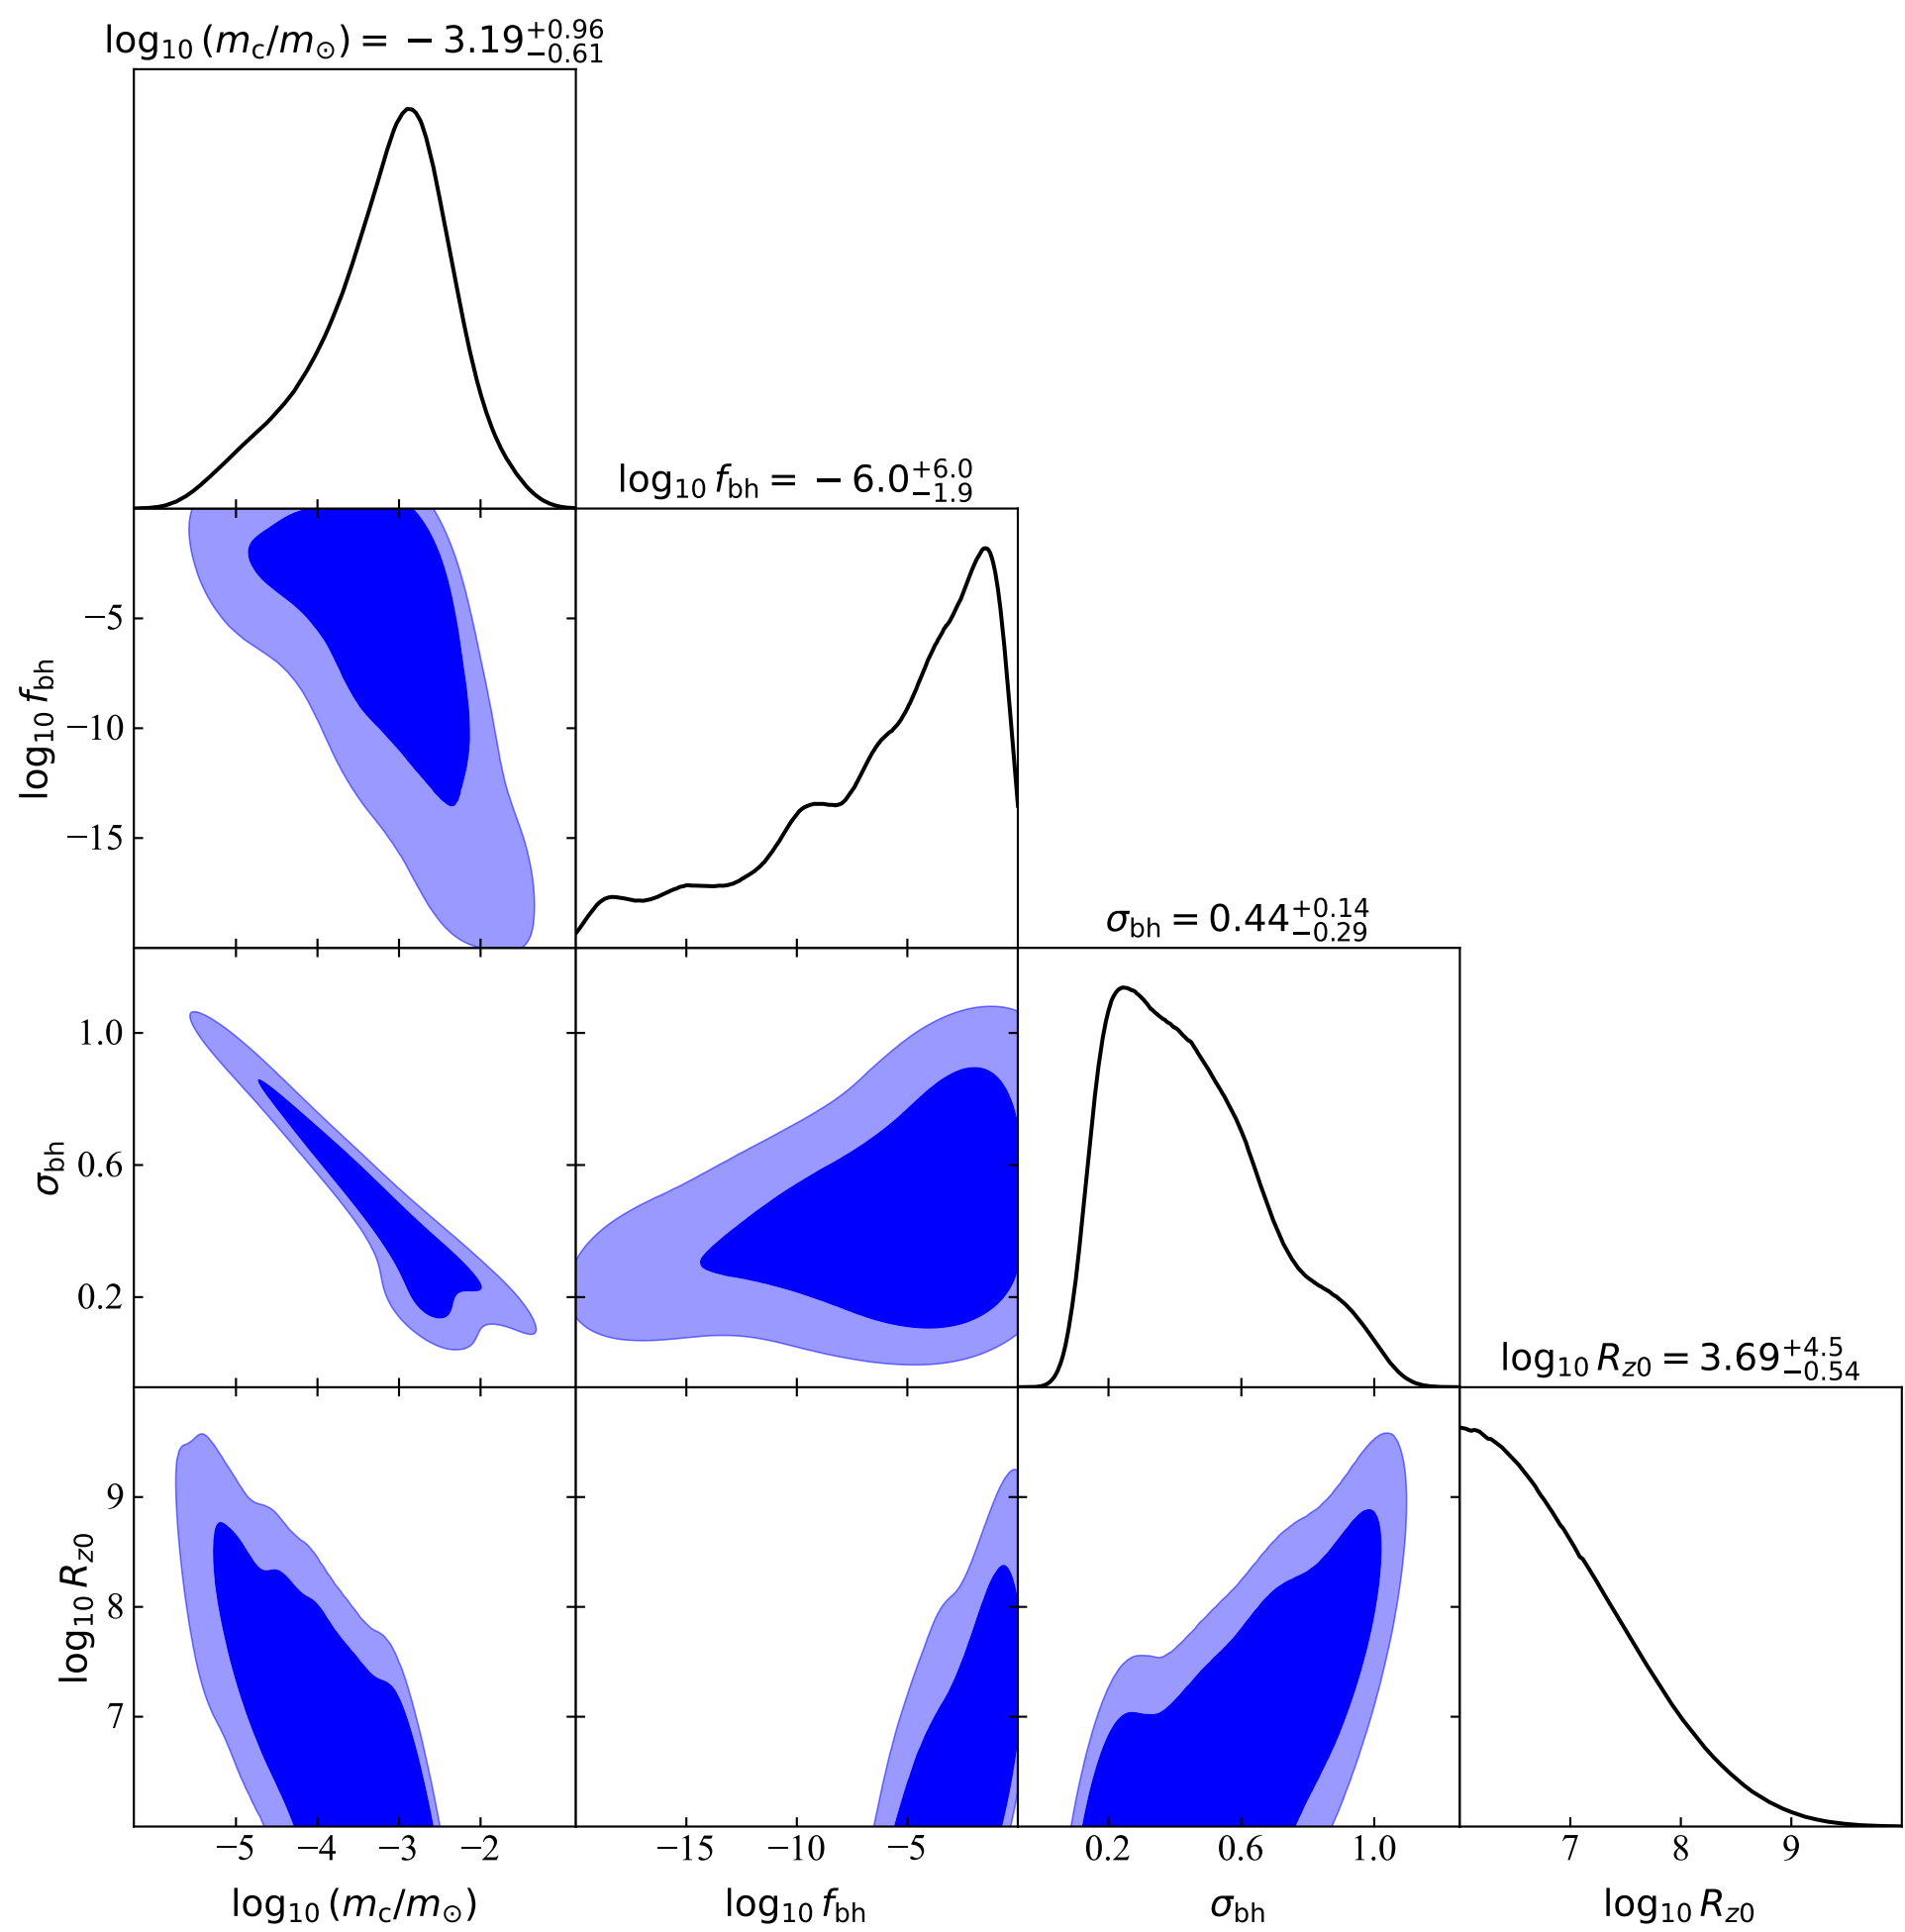 log₁₀ (m_c/m_⊙) = −3.19 +0.96 −0.61
log₁₀ f_bh = −6.0 +6.0 −1.9
−5
log₁₀ f_bh
−10
−15
σ_bh = 0.44 +0.14 −0.29
1.0
σ_bh
0.6
0.2
log₁₀ R_z0 = 3.69 +4.5 −0.54
9
log₁₀ R_z0
8
7
−5 −4 −3 −2 −15 −10 −5 0.2 0.6 1.0 7 8 9
log₁₀ (m_c/m_⊙) log₁₀ f_bh σ_bh log₁₀ R_z0